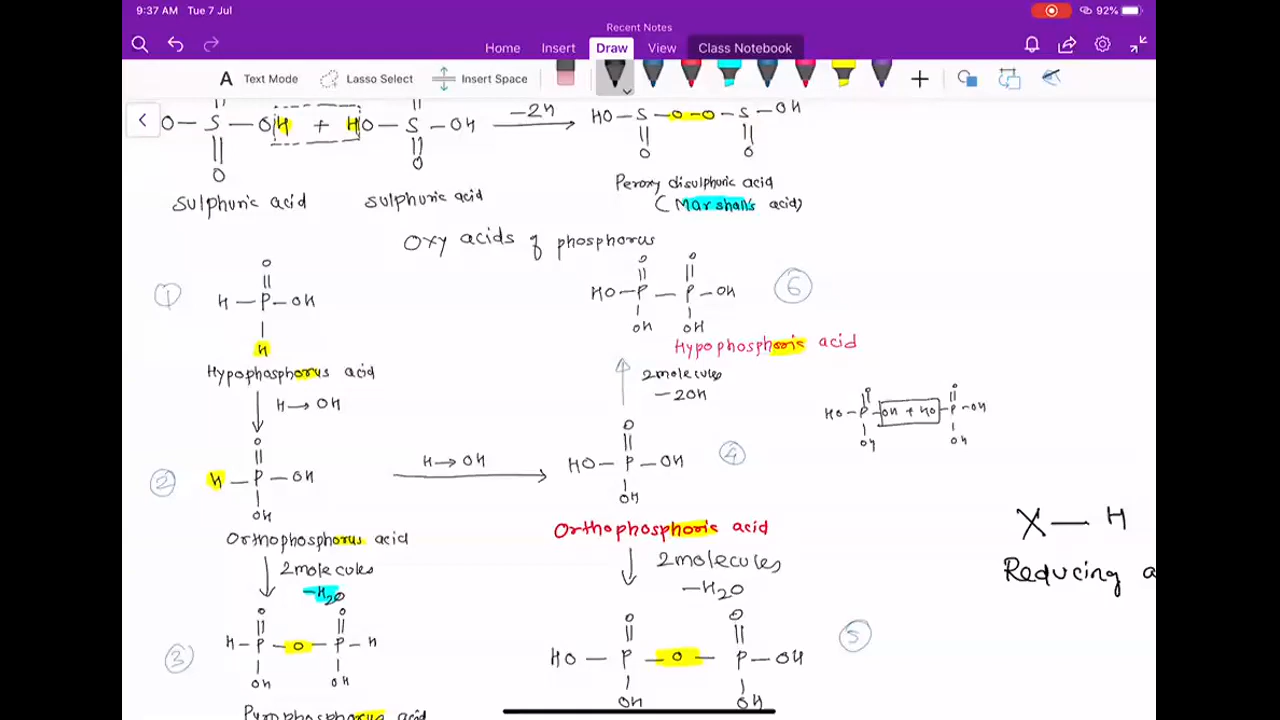 9:37 AM Tue 7 Jul
92%
Recent Notes
Home Insert Draw View Class Notebook
A Text Mode Lasso Select Insert Space
O — S — OH + HO — S — OH —2H HO — S — O — O — S — OH
O O O O
sulphuric acid sulphuric acid Peroxy disulphuric acid
(Marshall's acid)
Oxy acids of phosphorus
① O
H — P — OH
H
Hypophosphorus acid
H → OH
O O
HO — P — P — OH ⑥
OH OH
Hypophosphoric acid
2 molecules
—2OH
O O
HO — P — OH + HO — P — OH
OH OH
② O
H — P — OH
OH
Orthophosphorus acid
H → OH
O
HO — P — OH ④
OH
Orthophosphoric acid
X — H
Reducing a
2 molecules
—H2O
2 molecules
—H2O
③ O O
H — P — O — P — H
OH OH
Pyrophosphorus acid
O O ⑤
HO — P — O — P — OH
OH OH